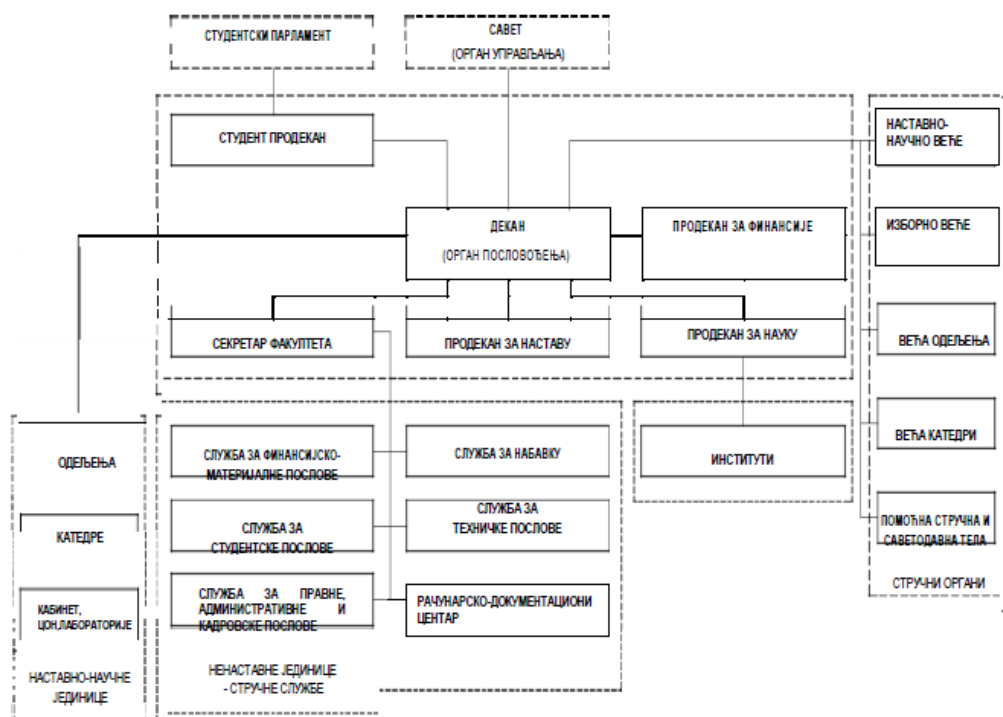 СТУДЕНТСКИ ПАРЛАМЕНТ
САВЕТ
(ОРГАН УПРАВЉАЊА)
СТУДЕНТ ПРОДЕКАН
НАСТАВНО-
НАУЧНО ВЕЋЕ
ДЕКАН
(ОРГАН ПОСЛОВОЂЕЊА)
ПРОДЕКАН ЗА ФИНАНСИЈЕ
ИЗБОРНО ВЕЋЕ
СЕКРЕТАР ФАКУЛТЕТА
ПРОДЕКАН ЗА НАСТАВУ
ПРОДЕКАН ЗА НАУКУ
ВЕЋА ОДЕЉЕЊА
ОДЕЉЕЊА
СЛУЖБА ЗА ФИНАНСИЈСКО-
МАТЕРИЈАЛНЕ ПОСЛОВЕ
СЛУЖБА ЗА НАБАВКУ
ИНСТИТУТИ
ВЕЋА КАТЕДРИ
КАТЕДРЕ
СЛУЖБА ЗА
СТУДЕНТСКЕ ПОСЛОВЕ
СЛУЖБА ЗА
ТЕХНИЧКЕ ПОСЛОВЕ
ПОМОЋНА СТРУЧНА И
САВЕТОДАВНА ТЕЛА
СТРУЧНИ ОРГАНИ
КАБИНЕТ,
ЦОН,ЛАБОРАТОРИЈЕ
СЛУЖБА ЗА ПРАВНЕ,
АДМИНИСТРАТИВНЕ И
КАДРОВСКЕ ПОСЛОВЕ
РАЧУНАРСКО-ДОКУМЕНТАЦИОНИ
ЦЕНТАР
НАСТАВНО-НАУЧНЕ
ЈЕДИНИЦЕ
НЕНАСТАВНЕ ЈЕДИНИЦЕ
- СТРУЧНЕ СЛУЖБЕ